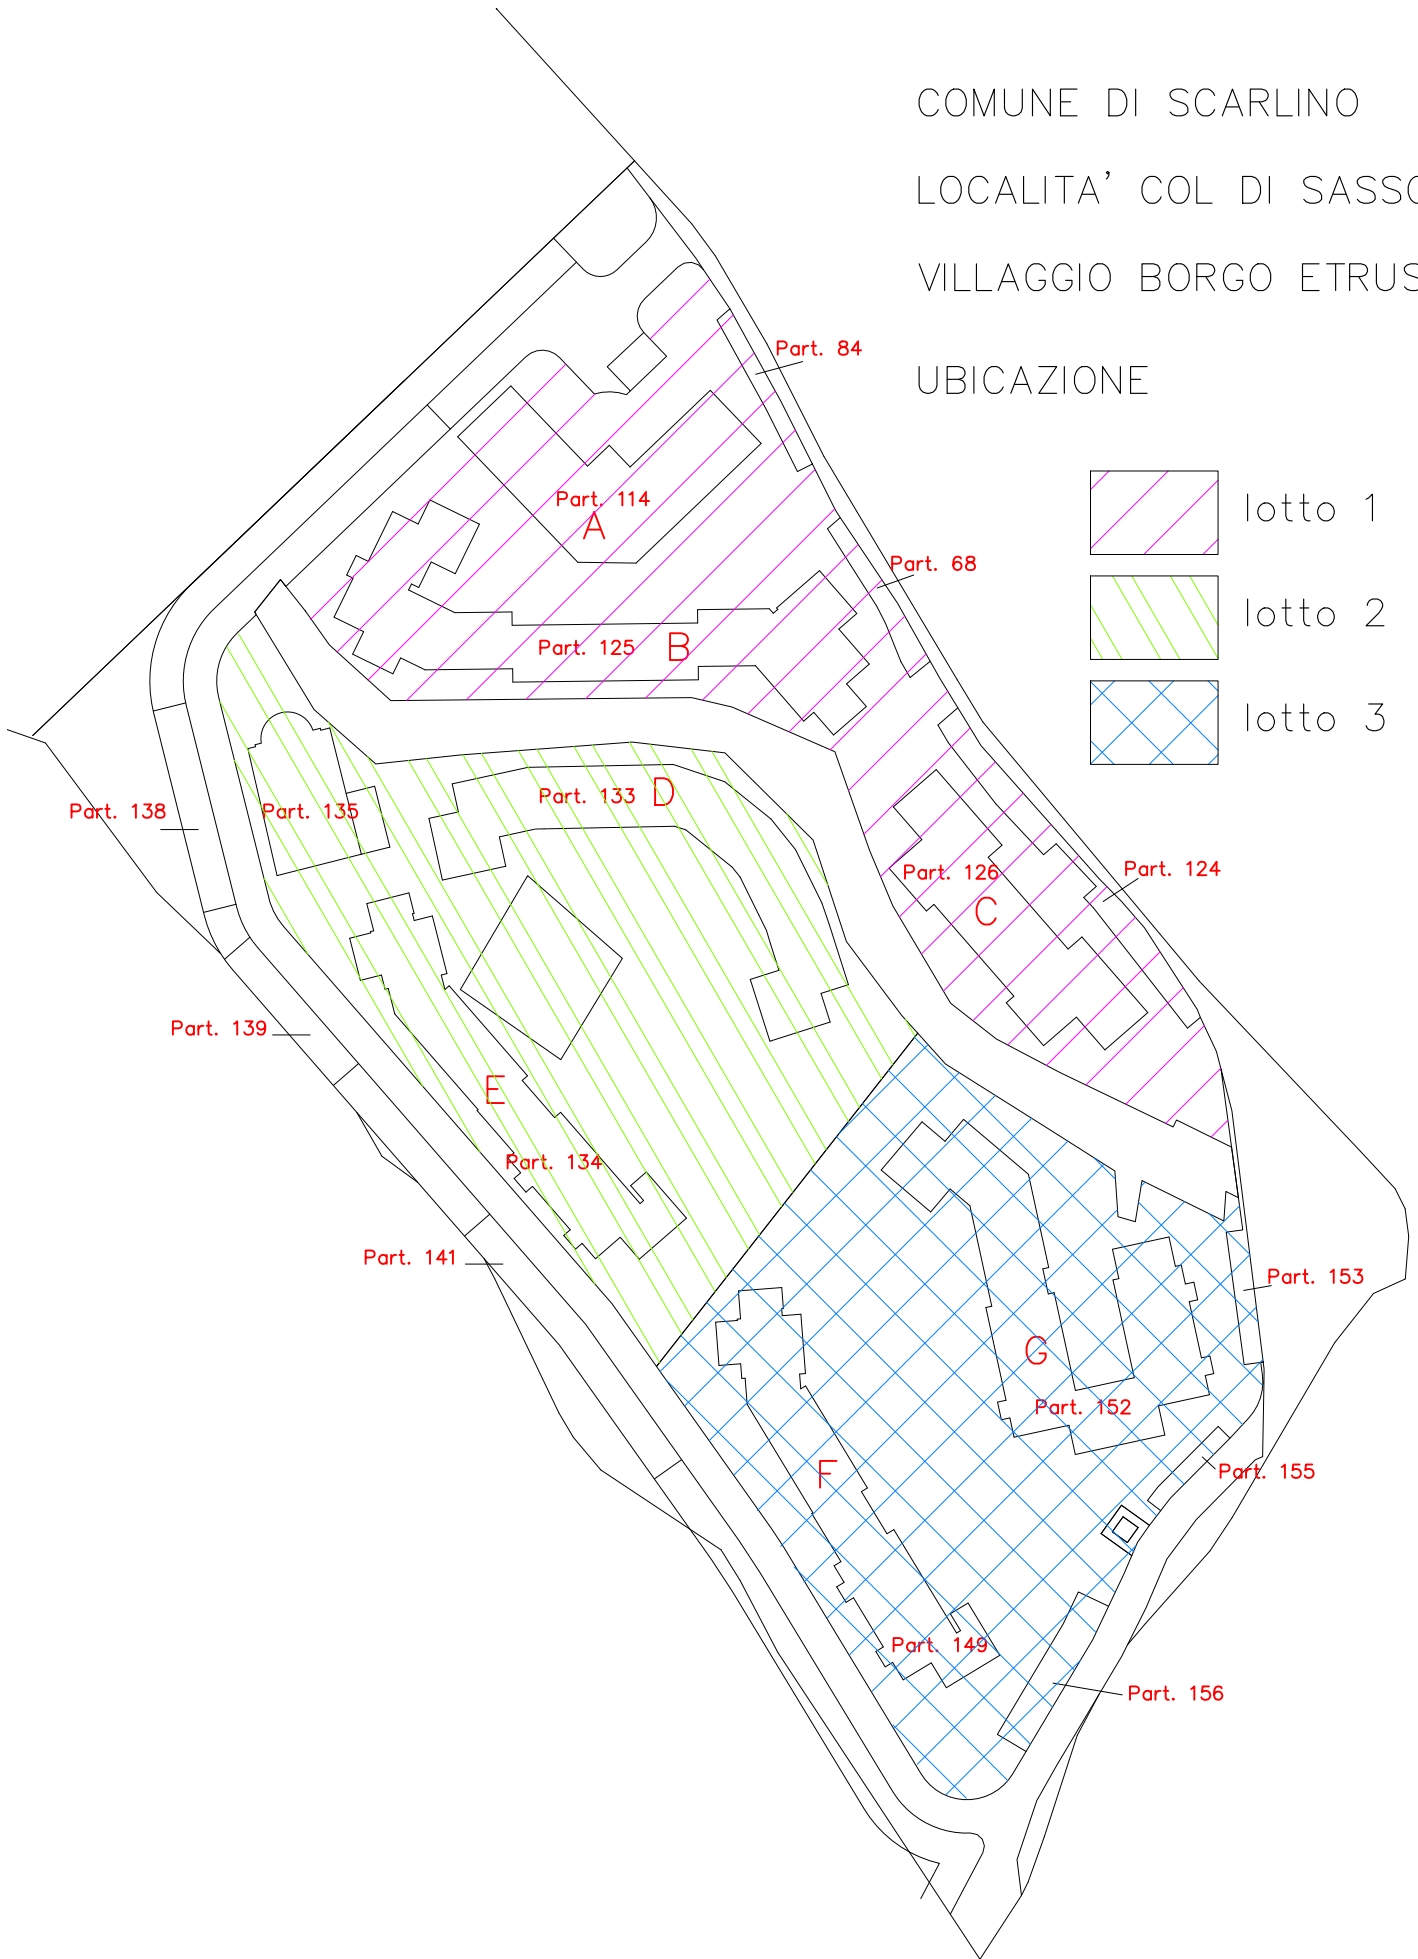 COMUNE DI SCARLINO
LOCALITA' COL DI SASSO
VILLAGGIO BORGO ETRUS
UBICAZIONE
lotto 1
lotto 2
lotto 3
Part. 84
Part. 114
A
Part. 68
Part. 125
B
Part. 133
D
Part. 138
Part. 135
Part. 126
Part. 124
C
Part. 139
E
Part. 134
Part. 141
Part. 153
G
Part. 152
F
Part. 155
Part. 149
Part. 156